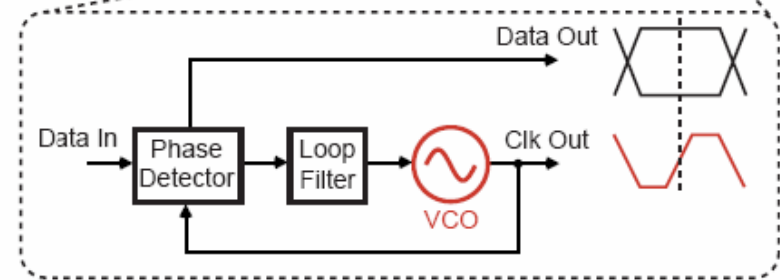 Data Out
Data In
Phase
Detector
Loop
Filter
Clk Out
VCO